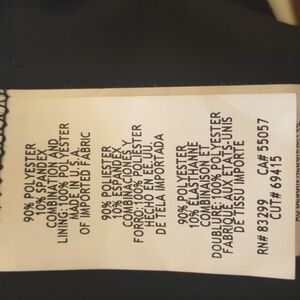 90% POLYESTER
10% SPANDEX
COMBINATION AND
LINING: 100% POLYESTER
MADE IN U.S.A.
OF IMPORTED FABRIC
90% POLYESTER
10% ESPANDEX
COMBINACIONES Y
FORRO: 100% POLIESTER
HECHO EN EE.UU.
DE TELA IMPORTADA
90% POLYESTER
10% ELASTHANNE
COMBINAISON ET
DOUBLURE: 100% POLYESTER
FABRIQUE AUX ETATS-UNIS
DE TISSU IMPORTE
RN# 83299 CA# 55057
CUT# 69415